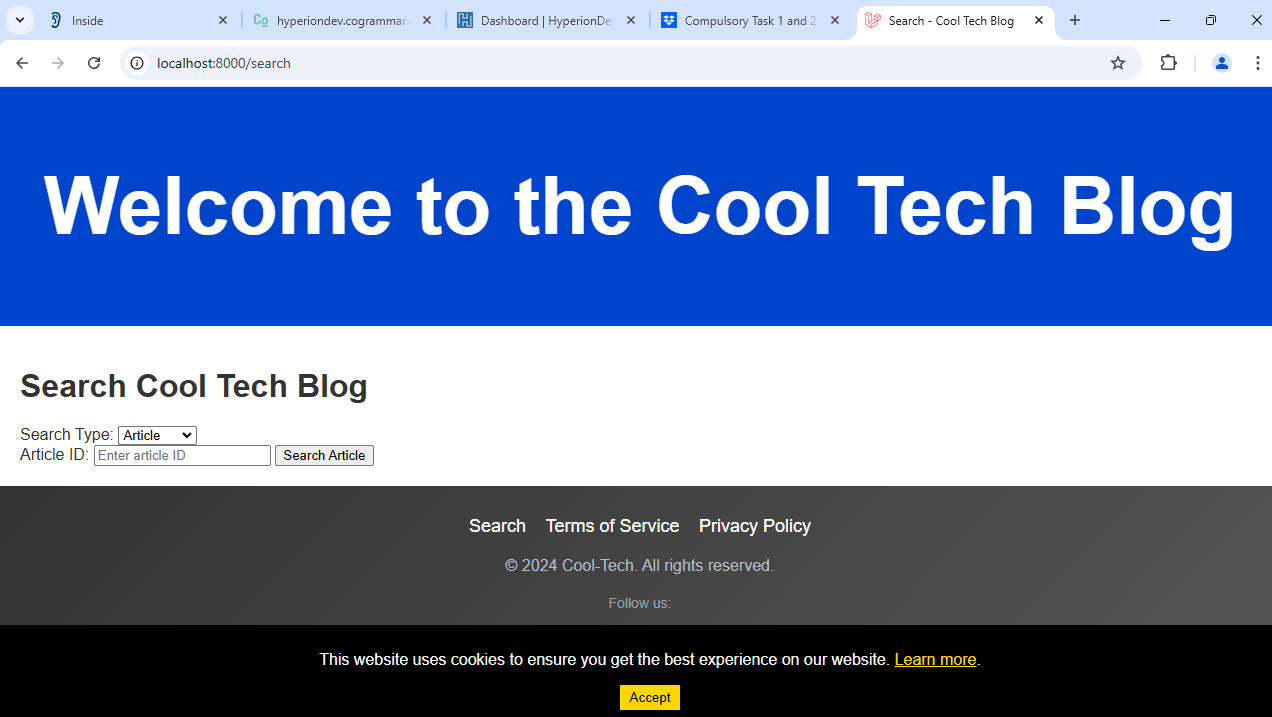 Inside
hyperiondev.cogrammar
Dashboard | HyperionDe
Compulsory Task 1 and 2
Search - Cool Tech Blog
localhost:8000/search
Welcome to the Cool Tech Blog
Search Cool Tech Blog
Search Type: Article
Article ID: Enter article ID Search Article
Search Terms of Service Privacy Policy
© 2024 Cool-Tech. All rights reserved.
Follow us:
This website uses cookies to ensure you get the best experience on our website. Learn more.
Accept